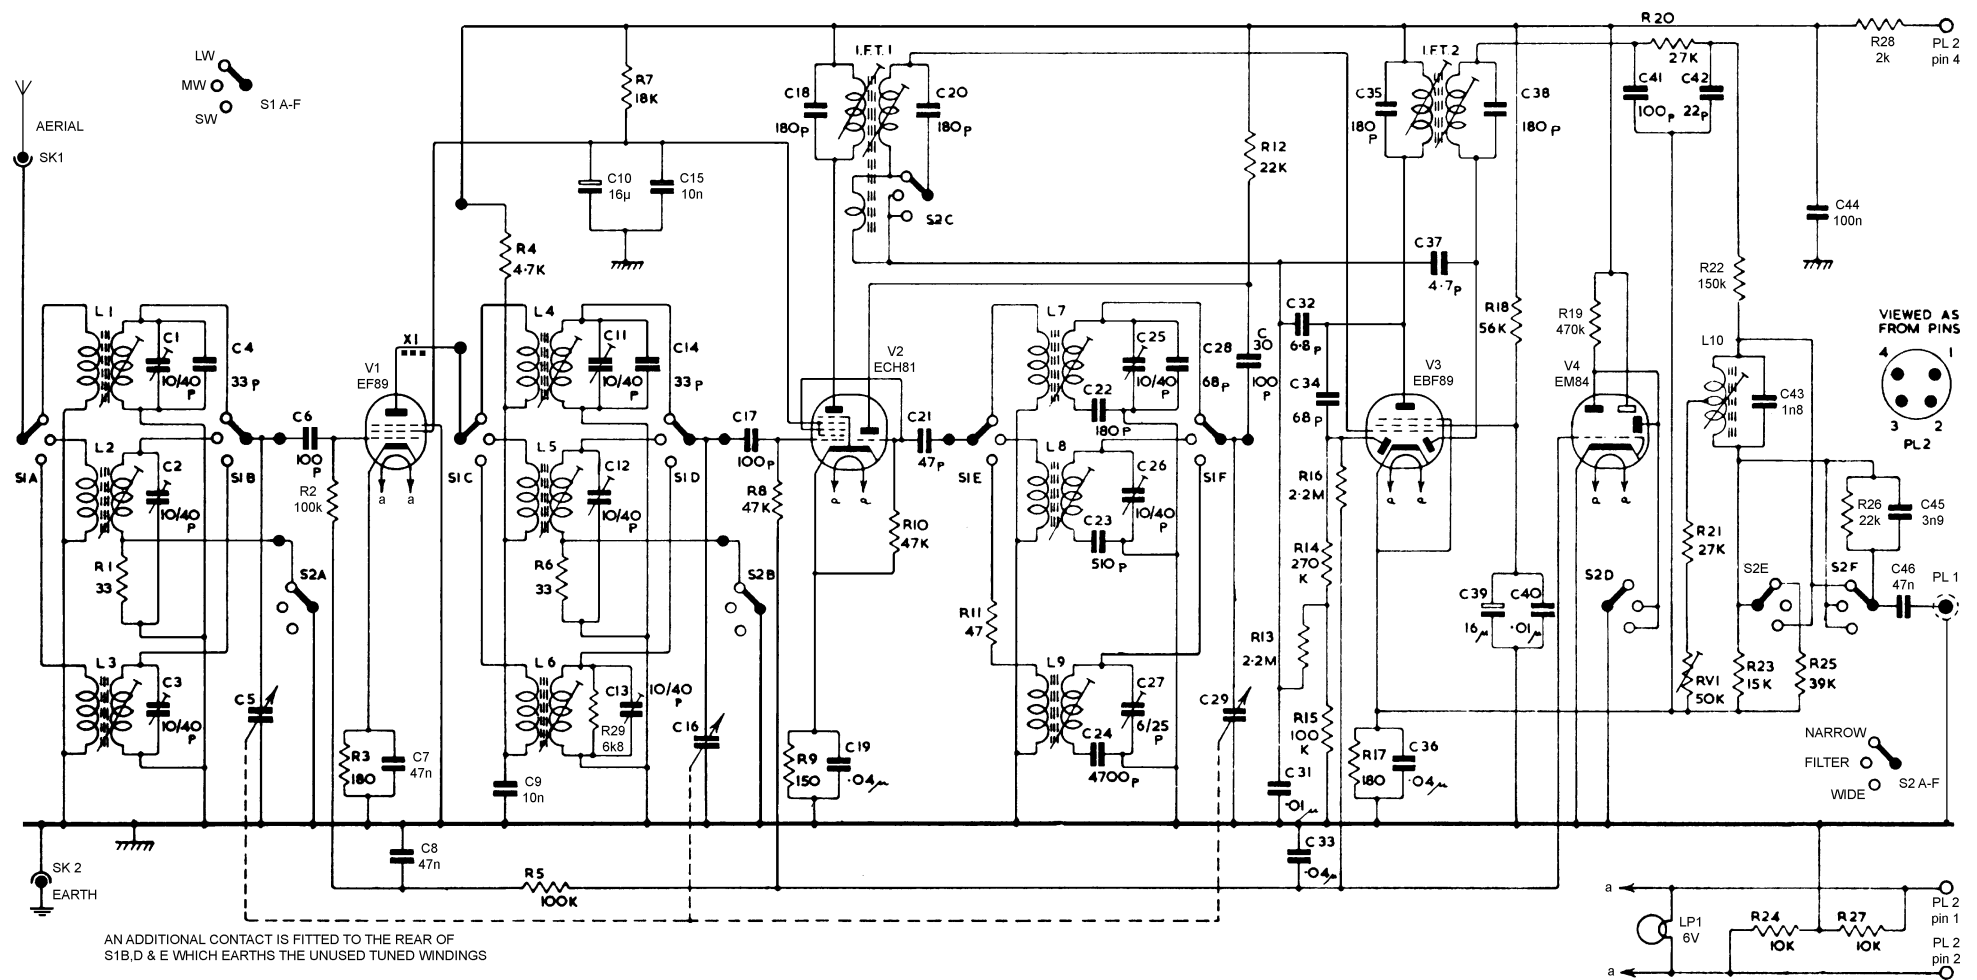 LW
MW
SW
S1 A-F
AERIAL
SK1
R7
18K
C10
16µ
C15
10n
I.F.T. 1
C18
180P
C20
180P
S2C
R12
22K
I.F.T. 2
C35
180P
C38
180P
R20
27K
C41
100P
C42
22P
R28
2k
PL 2
pin 4
C44
100n
R4
4.7K
C37
4.7P
R22
150k
R18
56K
R19
470k
VIEWED AS
FROM PINS
4
1
3
2
PL2
L1
C1
10/40
C4
33P
V1
EF89
X1
L4
C11
10/40
C14
33P
V2
ECH81
L7
C25
10/40
P
C28
68P
C22
180P
C
30
100
P
C32
6.8P
C34
68P
V3
EBF89
V4
EM84
L10
C43
1n8
S1A
L2
C2
10/40
P
S1B
C6
100
P
R2
100k
a
a
S1C
L5
C12
10/40
P
S1D
C17
100P
R8
47K
a
a
R10
47K
C21
47P
S1E
L8
C26
10/40
P
C23
510P
S1F
R16
2.2M
a
a
a
a
R14
270
K
R21
27K
R26
22k
C45
3n9
R1
33
S2A
R6
33
S2B
R11
47
R13
2.2M
C39
16µ
C40
.01µ
S2D
S2E
S2F
C46
47n
PL 1
L3
C3
10/40
P
C5
R3
180
C7
47n
L6
C13
10/40
P
R29
6k8
C9
10n
C16
R9
150
C19
.04µ
L9
C27
6/25
P
C24
4700P
C29
R15
100
K
C31
.01µ
R17
180
C36
.04µ
RV1
50K
R23
15K
R25
39K
NARROW
FILTER
WIDE
S2 A-F
SK 2
EARTH
C8
47n
R5
100K
C33
.04µ
a
LP1
6V
R24
10K
R27
10K
PL 2
pin 1
PL 2
pin 2
a
AN ADDITIONAL CONTACT IS FITTED TO THE REAR OF
S1B,D & E WHICH EARTHS THE UNUSED TUNED WINDINGS